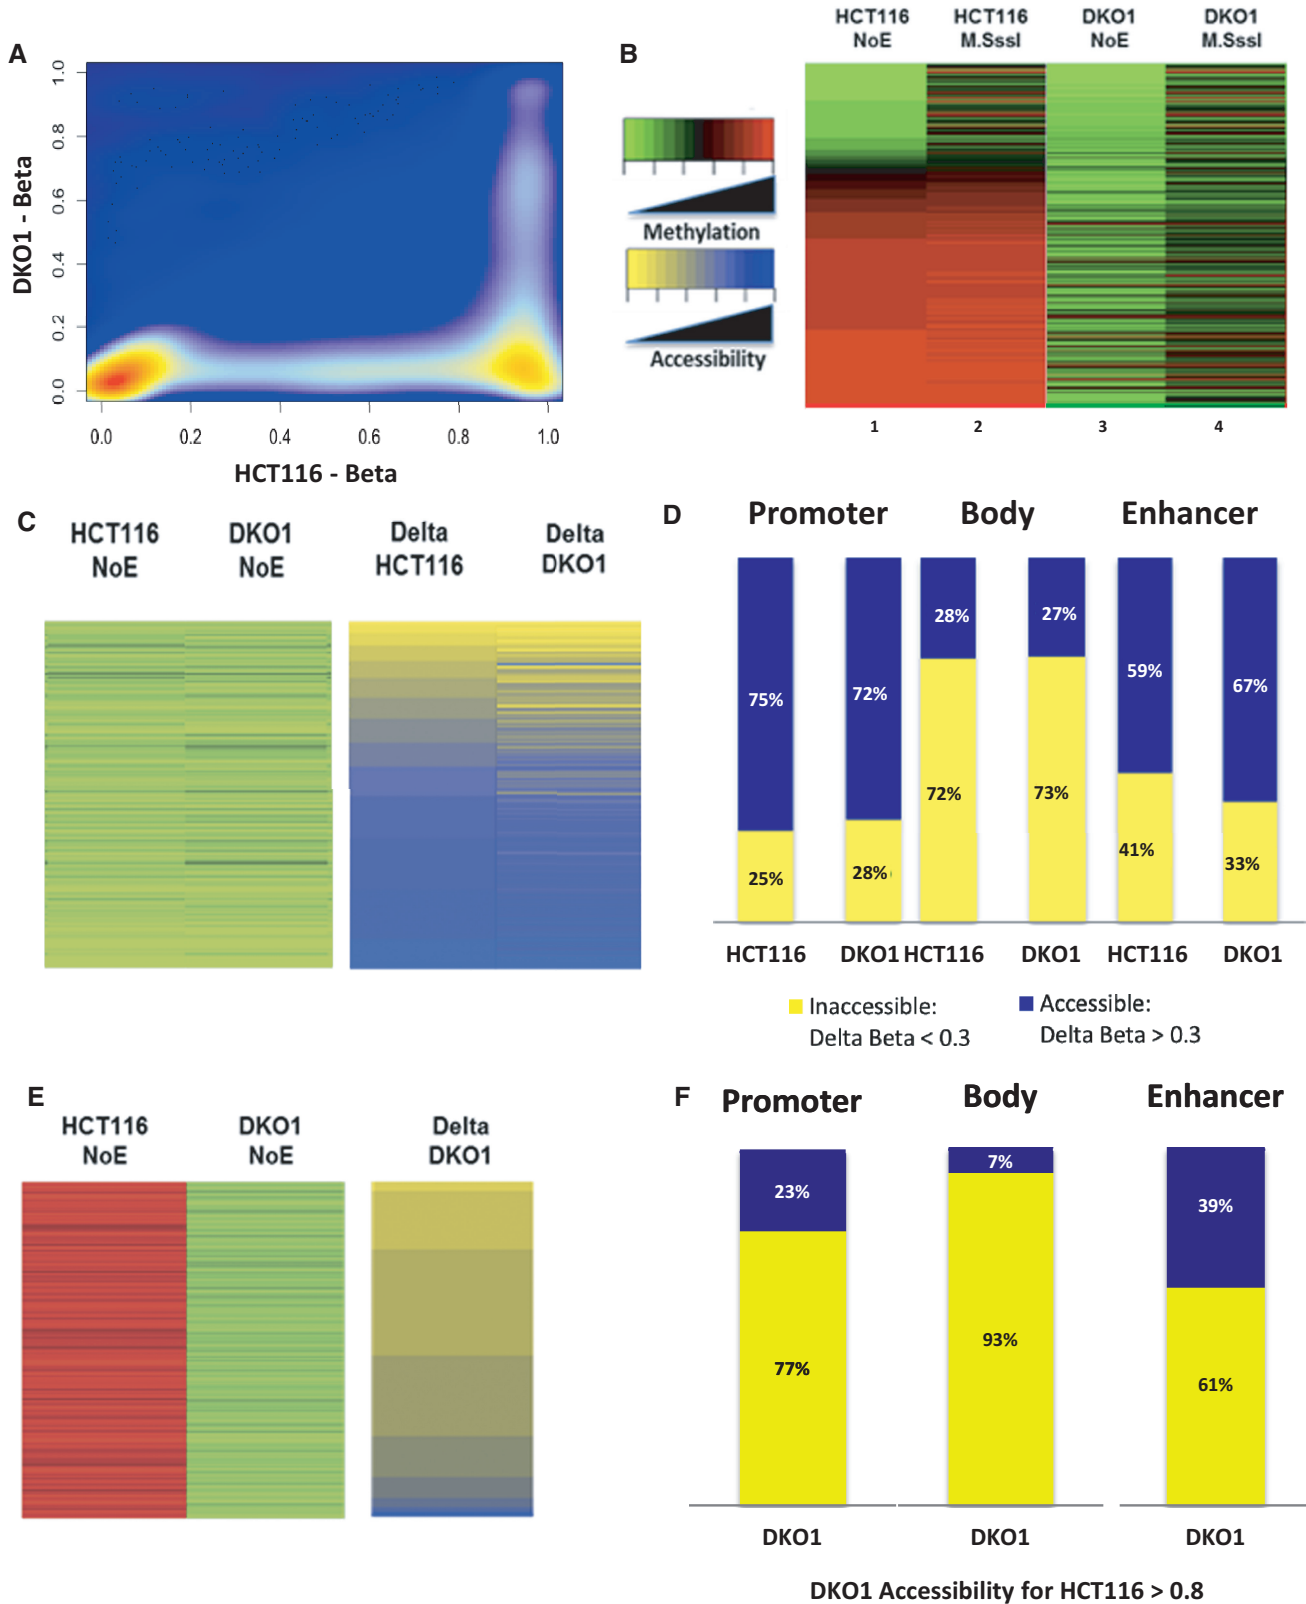 A
1.0
0.8
0.6
0.4
0.2
0.0
DKO1 - Beta
0.0 0.2 0.4 0.6 0.8 1.0
HCT116 - Beta
B
HCT116 NoE
HCT116 M.SssI
DKO1 NoE
DKO1 M.SssI
Methylation
Accessibility
1 2 3 4
C
HCT116 NoE
DKO1 NoE
Delta HCT116
Delta DKO1
D
Promoter Body Enhancer
75% 72% 28% 27% 59% 67%
25% 28% 72% 73% 41% 33%
HCT116 DKO1 HCT116 DKO1 HCT116 DKO1
Inaccessible:
Delta Beta < 0.3
Accessible:
Delta Beta > 0.3
E
HCT116 NoE
DKO1 NoE
Delta DKO1
F
Promoter Body Enhancer
23% 7% 39%
77% 93% 61%
DKO1 DKO1 DKO1
DKO1 Accessibility for HCT116 > 0.8